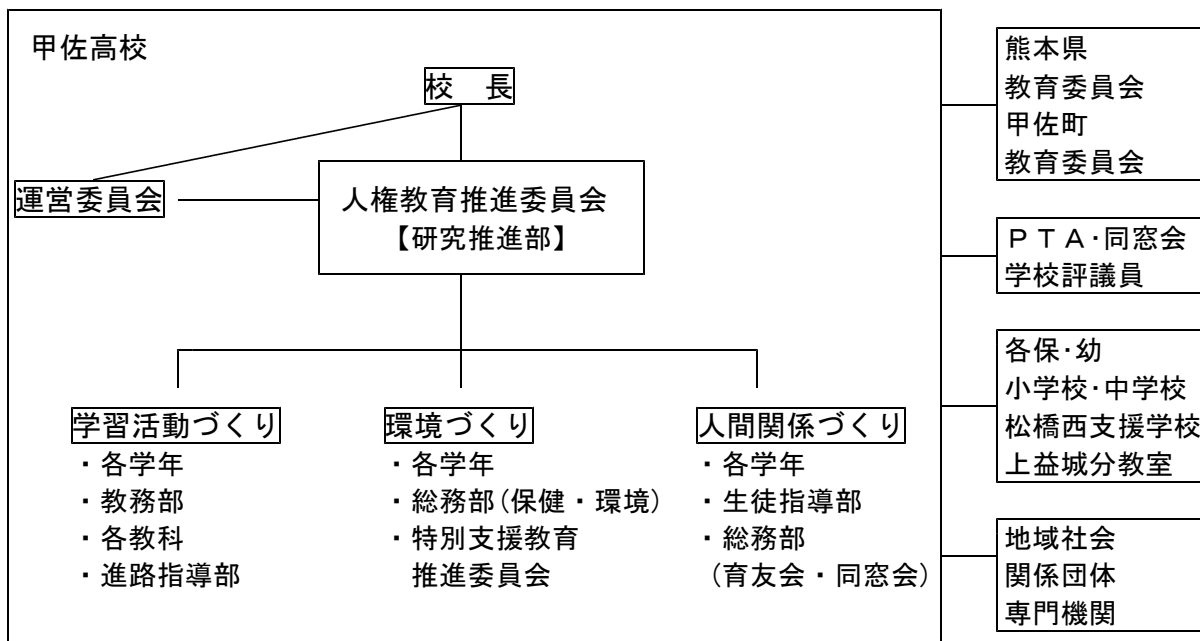 甲佐高校
校　長
運営委員会
人権教育推進委員会
【研究推進部】
学習活動づくり
・各学年
・教務部
・各教科
・進路指導部
環境づくり
・各学年
・総務部(保健・環境)
・特別支援教育
推進委員会
人間関係づくり
・各学年
・生徒指導部
・総務部
(育友会・同窓会)
熊本県
教育委員会
甲佐町
教育委員会
ＰＴＡ・同窓会
学校評議員
各保・幼
小学校・中学校
松橋西支援学校
上益城分教室
地域社会
関係団体
専門機関